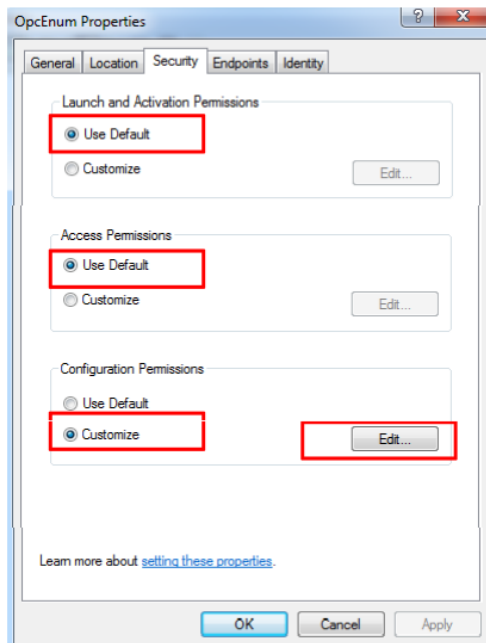 OpcEnum Properties
General Location Security Endpoints Identity
Launch and Activation Permissions
Use Default
Customize
Edit...
Access Permissions
Use Default
Customize
Edit...
Configuration Permissions
Use Default
Customize
Edit...
Learn more about setting these properties.
OK Cancel Apply